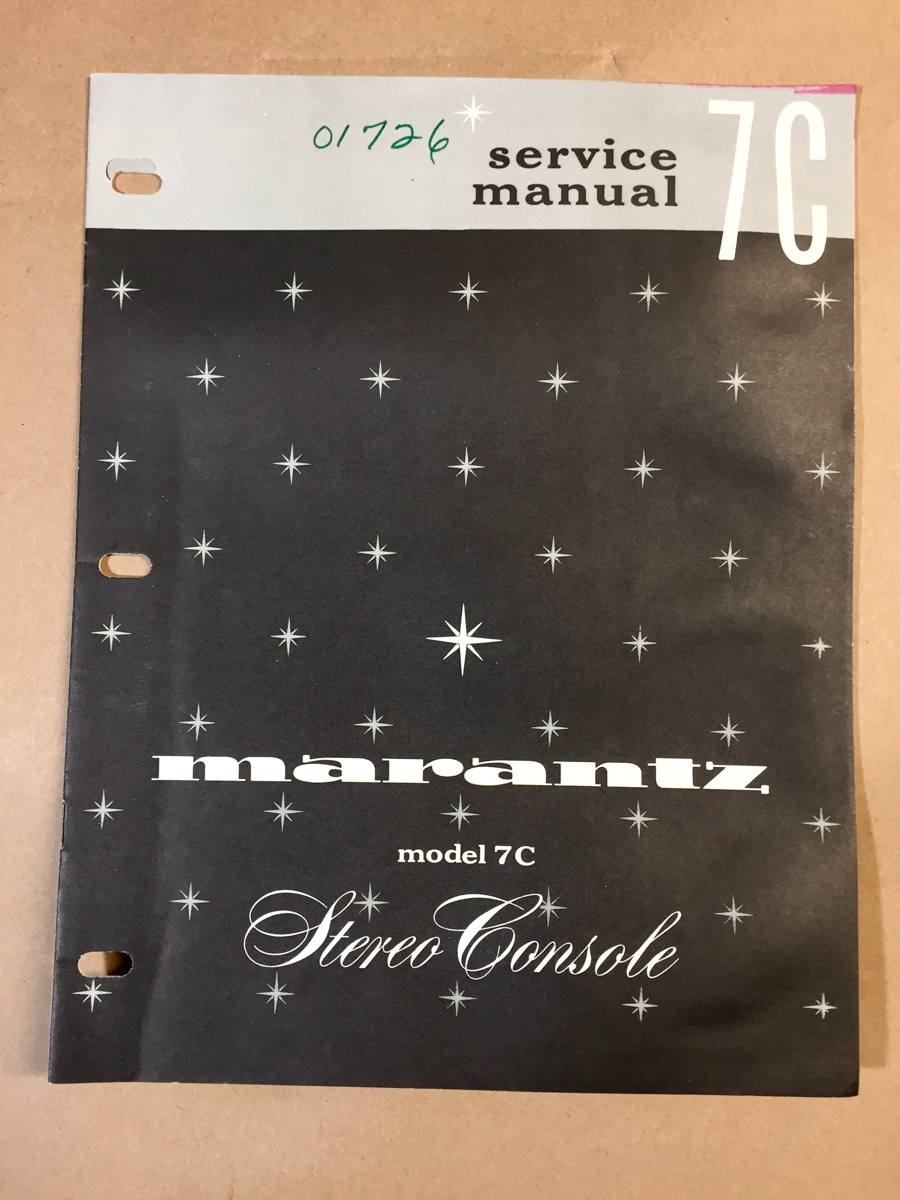 01726
service
manual
7C
marantz
model 7C
Stereo Console